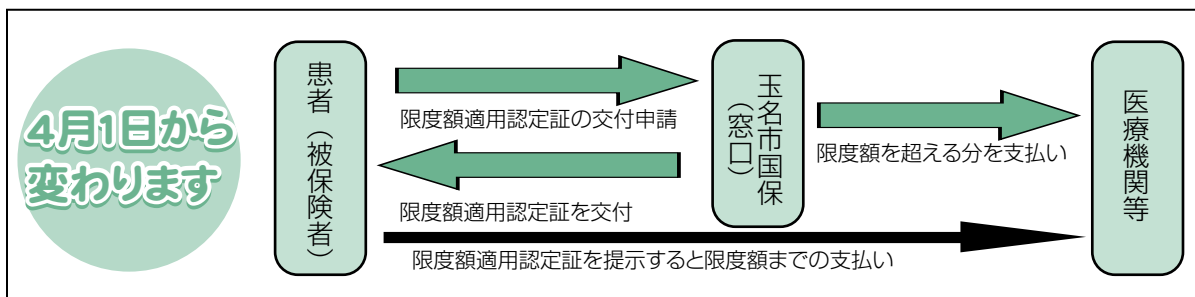 4月1日から
変わります
患者（被保険者）
限度額適用認定証の交付申請
限度額適用認定証を交付
限度額適用認定証を提示すると限度額までの支払い
玉名市国保
（窓口）
限度額を超える分を支払い
医療機関等